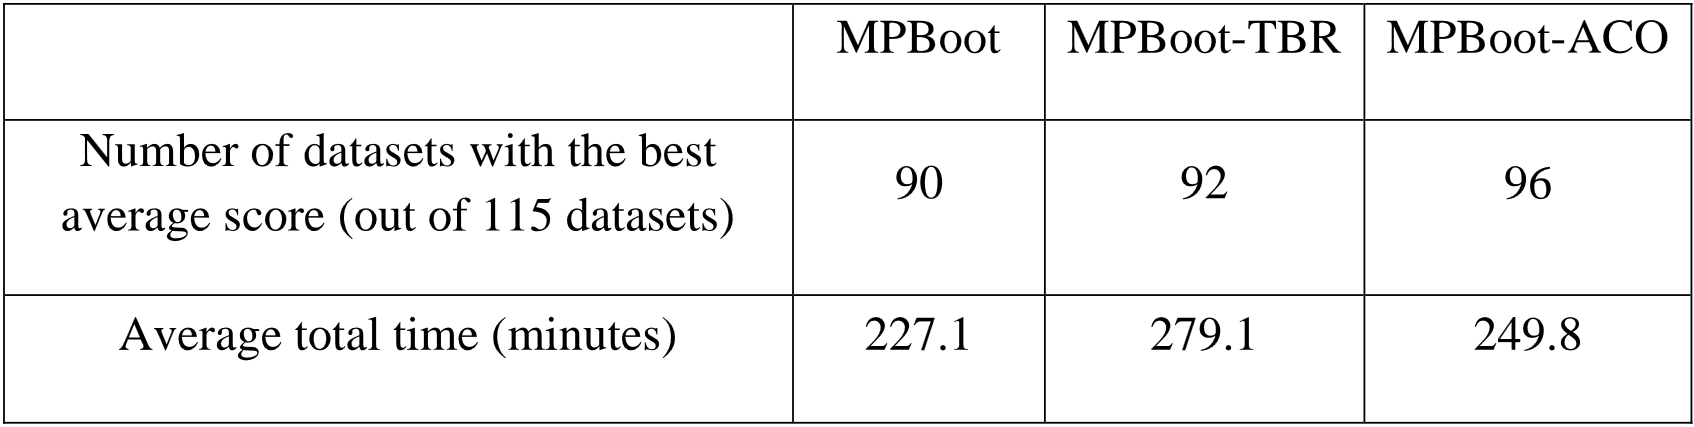 MPBoot MPBoot-TBR MPBoot-ACO
Number of datasets with the best
average score (out of 115 datasets)
90 92 96
Average total time (minutes) 227.1 279.1 249.8